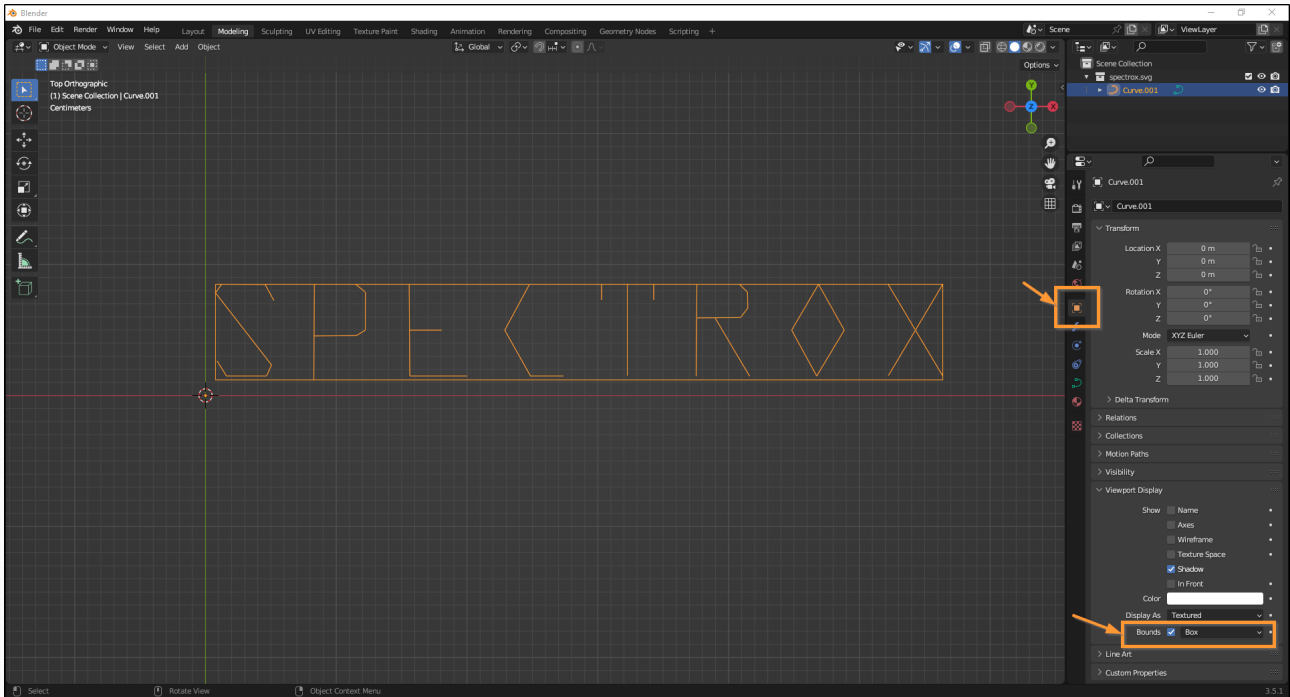 Blender
File Edit Render Window Help Layout Modeling Sculpting UV Editing Texture Paint Shading Animation Rendering Compositing Geometry Nodes Scripting + Scene ViewLayer
Object Mode View Select Add Object Global
Options
Top Orthographic
(1) Scene Collection | Curve.001
Centimeters
Y
Z X
SPECTROX
Scene Collection
spectrox.svg
Curve.001
Curve.001
Curve.001
Transform
Location X 0 m
Y 0 m
Z 0 m
Rotation X 0°
Y 0°
Z 0°
Mode XYZ Euler
Scale X 1.000
Y 1.000
Z 1.000
Delta Transform
Relations
Collections
Motion Paths
Visibility
Viewport Display
Show Name
Axes
Wireframe
Texture Space
Shadow
In Front
Color
Display As Textured
Bounds Box
Line Art
Custom Properties
Select Rotate View Object Context Menu 3.5.1